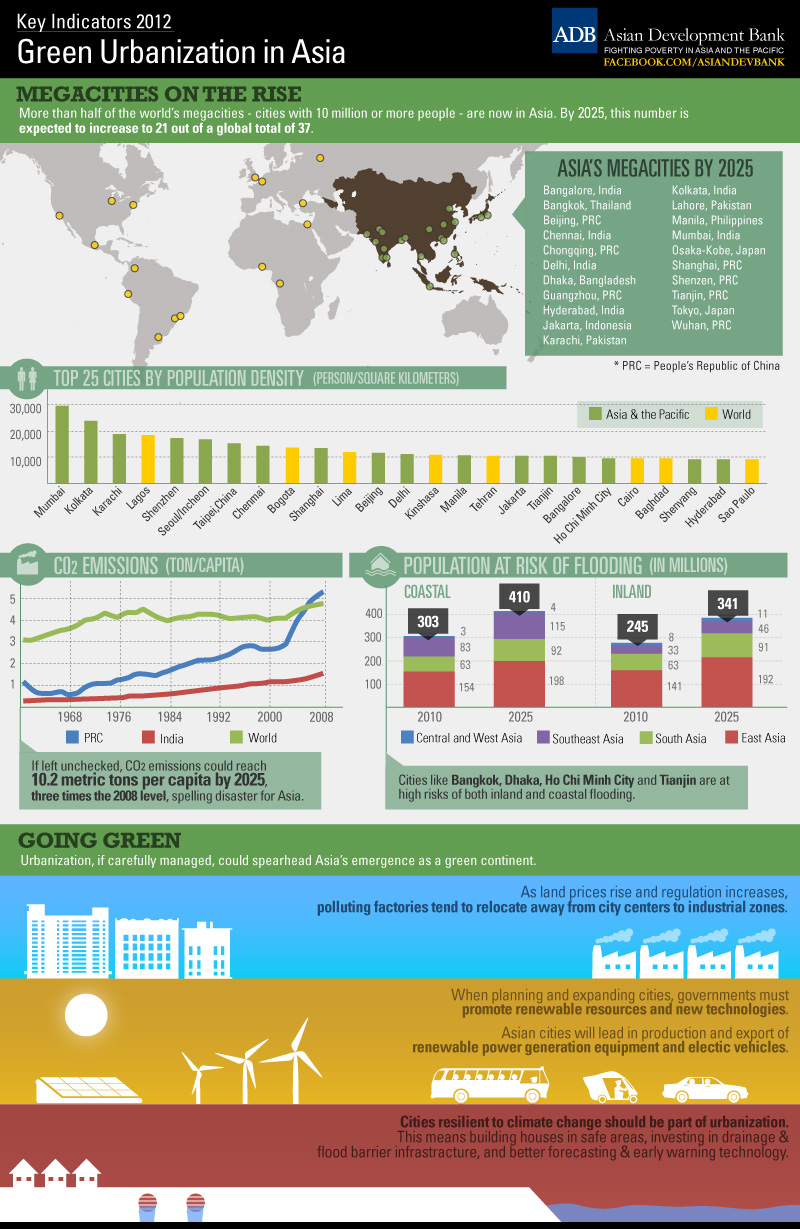 Key Indicators 2012
Green Urbanization in Asia
ADB Asian Development Bank
FIGHTING POVERTY IN ASIA AND THE PACIFIC
FACEBOOK.COM/ASIANDEVBANK
MEGACITIES ON THE RISE
More than half of the world's megacities - cities with 10 million or more people - are now in Asia. By 2025, this number is
expected to increase to 21 out of a global total of 37.
ASIA'S MEGACITIES BY 2025
Bangalore, India
Bangkok, Thailand
Beijing, PRC
Chennai, India
Chongqing, PRC
Delhi, India
Dhaka, Bangladesh
Guangzhou, PRC
Hyderabad, India
Jakarta, Indonesia
Karachi, Pakistan
Kolkata, India
Lahore, Pakistan
Manila, Philippines
Mumbai, India
Osaka-Kobe, Japan
Shanghai, PRC
Shenzen, PRC
Tianjin, PRC
Tokyo, Japan
Wuhan, PRC
* PRC = People's Republic of China
TOP 25 CITIES BY POPULATION DENSITY (PERSON/SQUARE KILOMETERS)
30,000
20,000
10,000
Asia & the Pacific
World
Mumbai
Kolkata
Karachi
Lagos
Shenzhen
Seoul/Incheon
Taipei,China
Chennai
Bogota
Shanghai
Lima
Beijing
Delhi
Kinshasa
Manila
Tehran
Jakarta
Tianjin
Bangalore
Ho Chi Minh City
Cairo
Baghdad
Shenyang
Hyderabad
Sao Paulo
CO2 EMISSIONS (TON/CAPITA)
5
4
3
2
1
1968 1976 1984 1992 2000 2008
PRC India World
If left unchecked, CO2 emissions could reach
10.2 metric tons per capita by 2025,
three times the 2008 level, spelling disaster for Asia.
POPULATION AT RISK OF FLOODING (IN MILLIONS)
COASTAL
INLAND
400
300
200
100
303
3
83
63
154
410
4
115
92
198
245
8
33
63
141
341
11
46
91
192
2010 2025 2010 2025
Central and West Asia Southeast Asia South Asia East Asia
Cities like Bangkok, Dhaka, Ho Chi Minh City and Tianjin are at
high risks of both inland and coastal flooding.
GOING GREEN
Urbanization, if carefully managed, could spearhead Asia's emergence as a green continent.
As land prices rise and regulation increases,
polluting factories tend to relocate away from city centers to industrial zones.
When planning and expanding cities, governments must
promote renewable resources and new technologies.
Asian cities will lead in production and export of
renewable power generation equipment and electic vehicles.
Cities resilient to climate change should be part of urbanization.
This means building houses in safe areas, investing in drainage &
flood barrier infrastracture, and better forecasting & early warning technology.